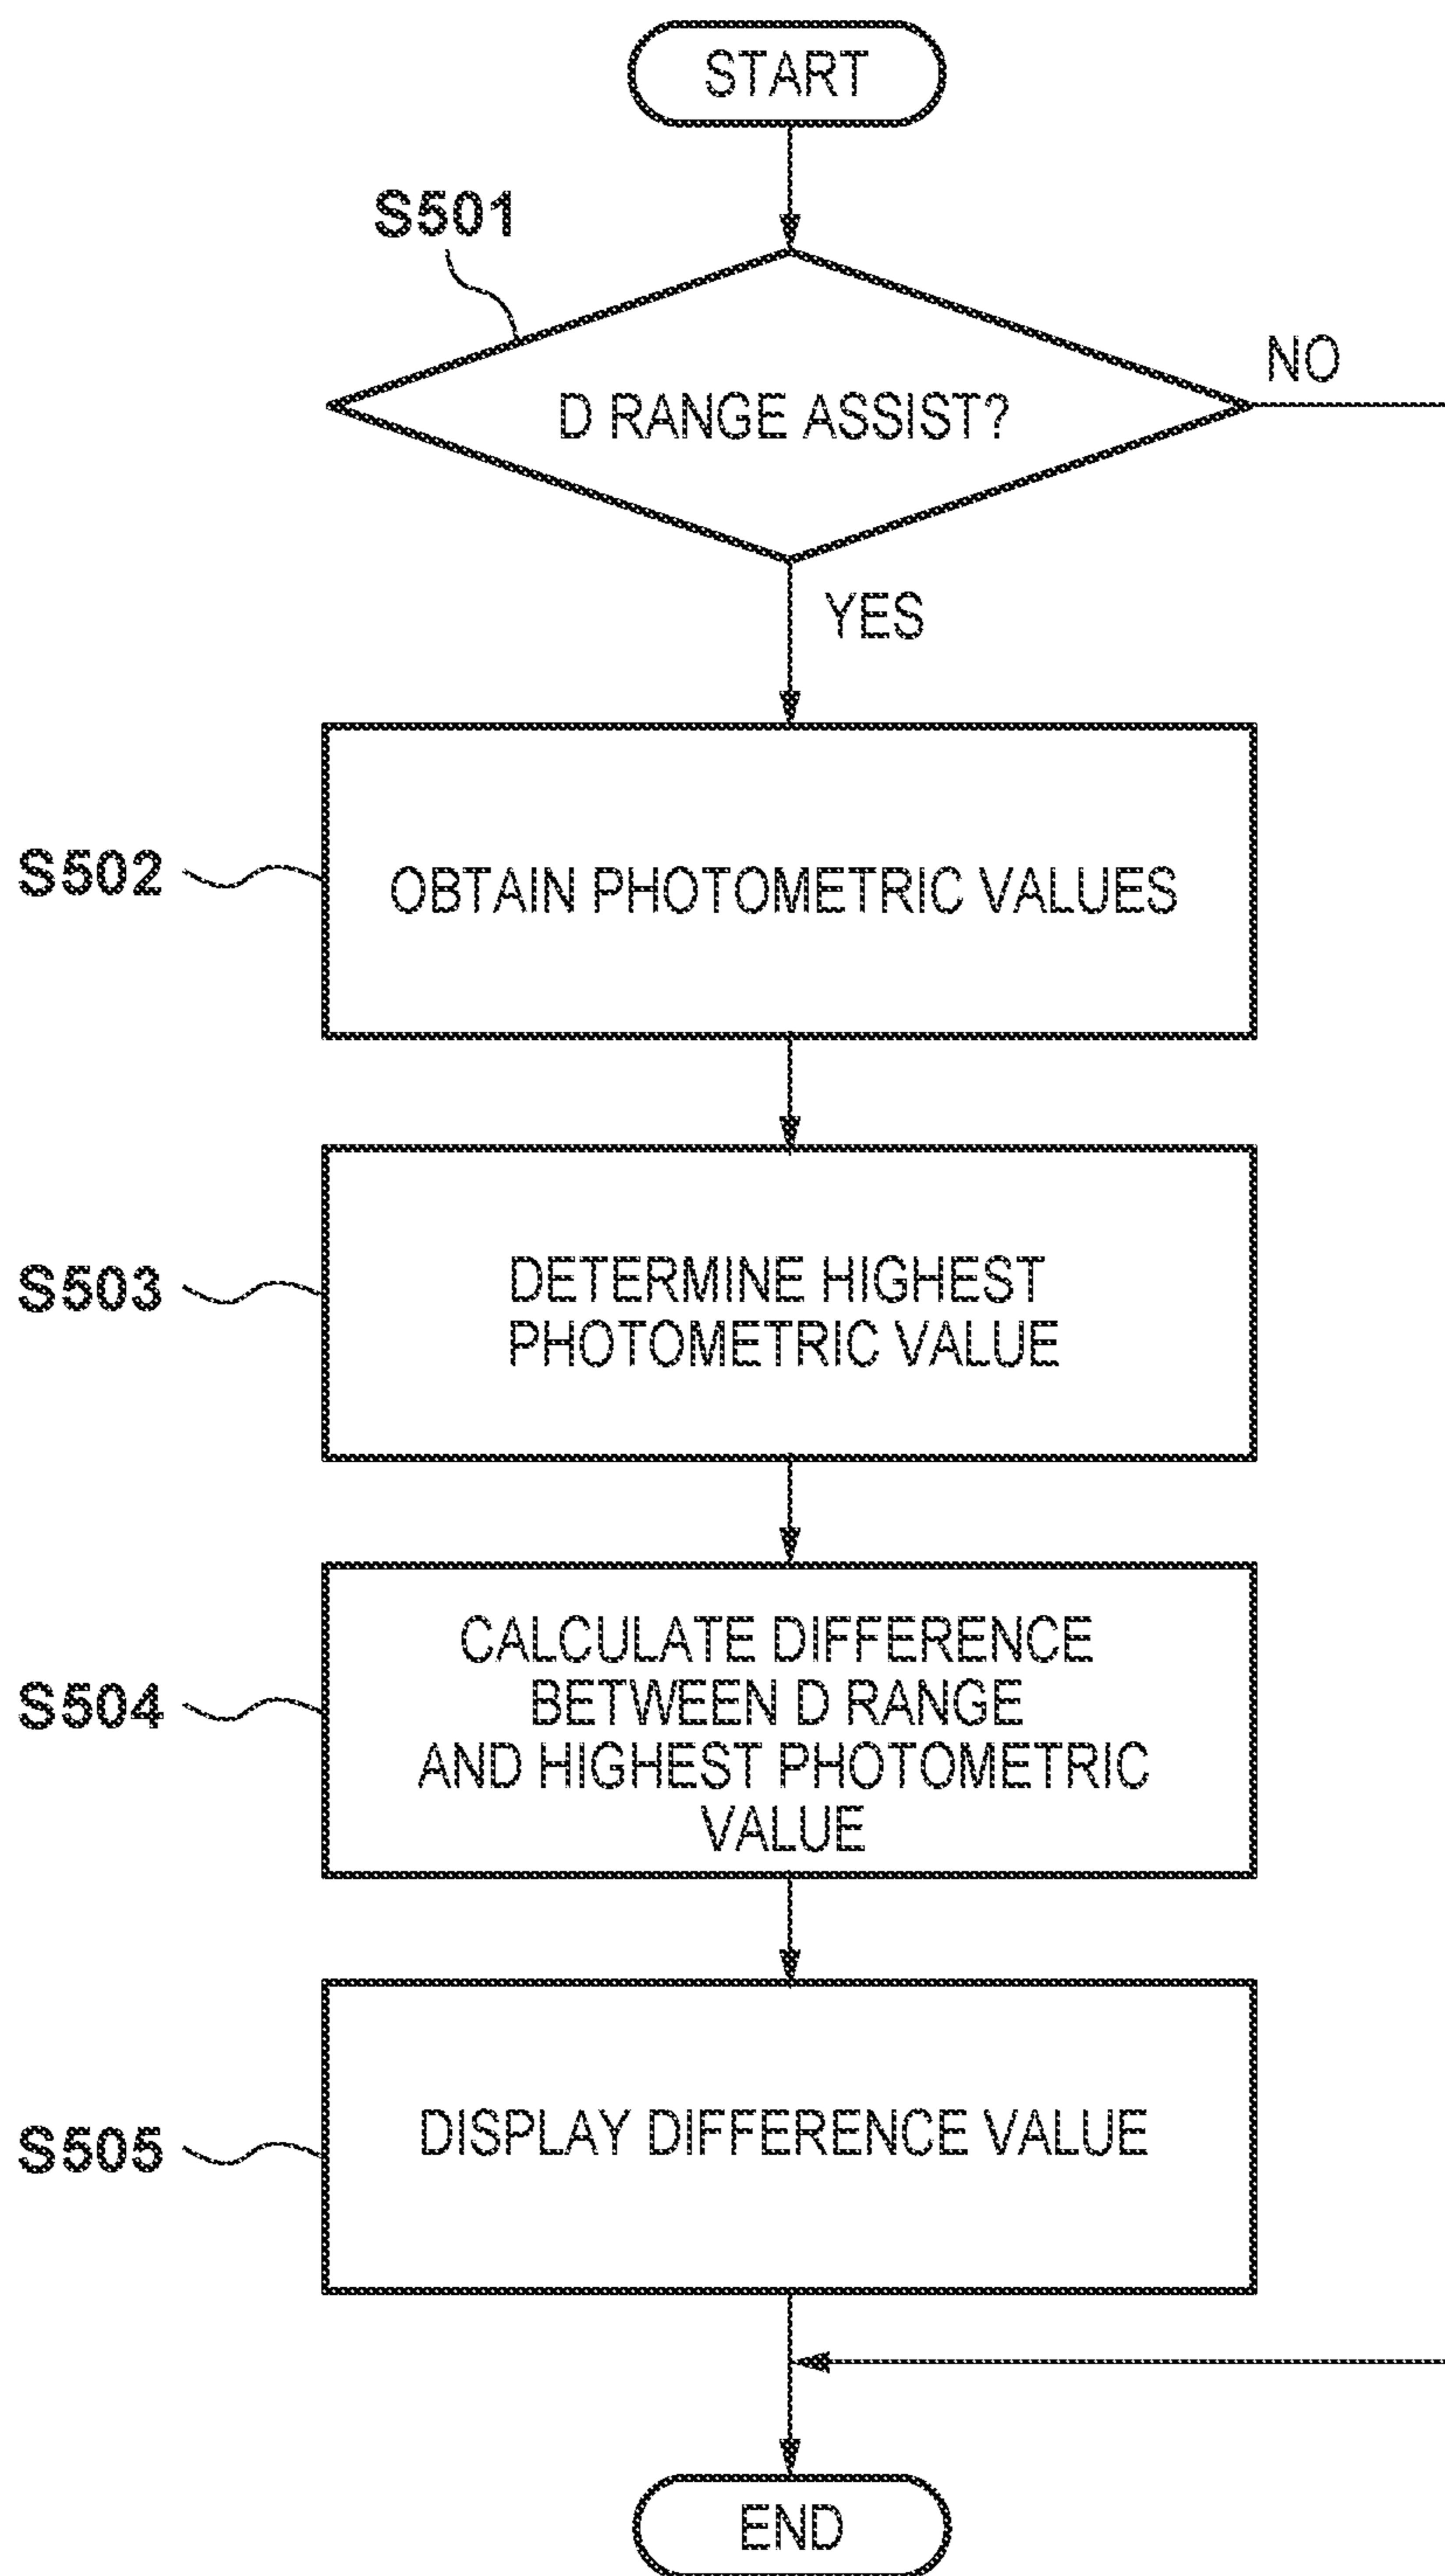 START
S501
D RANGE ASSIST?
NO
YES
S502
OBTAIN PHOTOMETRIC VALUES
S503
DETERMINE HIGHEST
PHOTOMETRIC VALUE
S504
CALCULATE DIFFERENCE
BETWEEN D RANGE
AND HIGHEST PHOTOMETRIC
VALUE
S505
DISPLAY DIFFERENCE VALUE
END